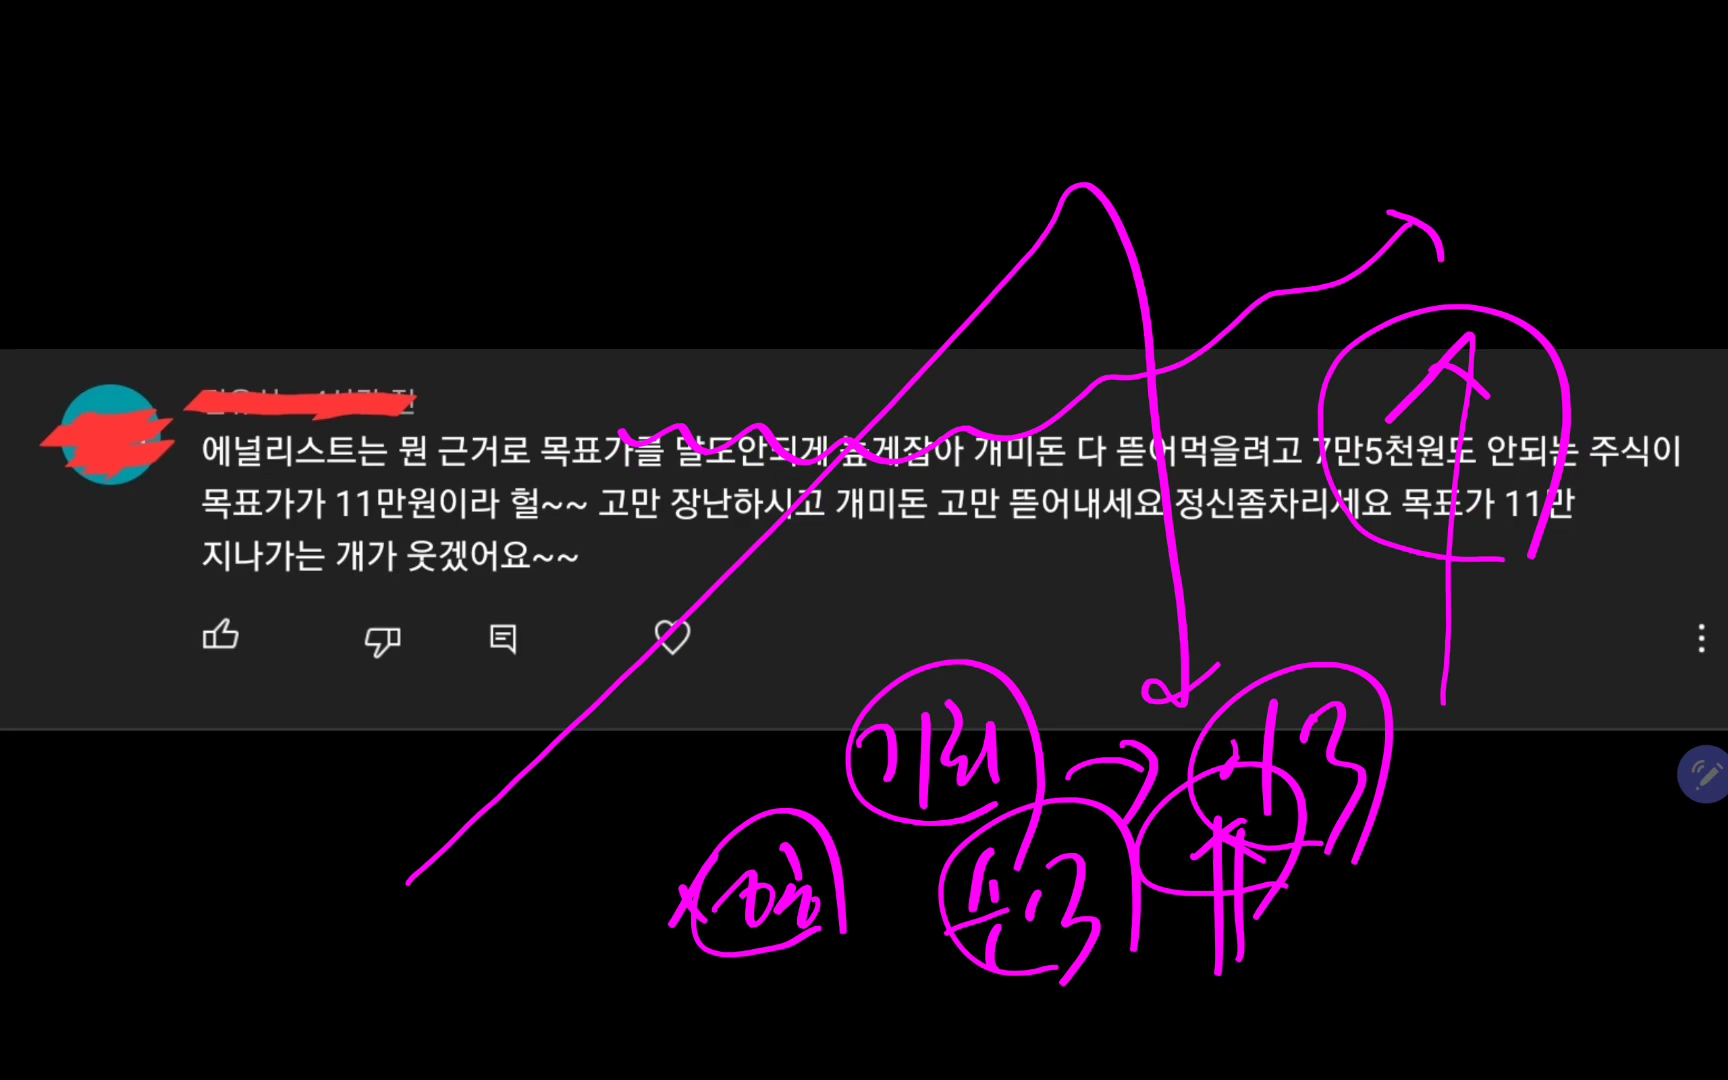 에널리스트는 뭔 근거로 목표가를 말도안되게 높게잡아 개미돈 다 뜯어먹을려고 7만5천원도 안되는 주식이
목표가가 11만원이라 헐~~ 고만 장난하시고 개미돈 고만 뜯어내세요 정신좀차리세요 목표가 11만
지나가는 개가 웃겠어요~~
기회